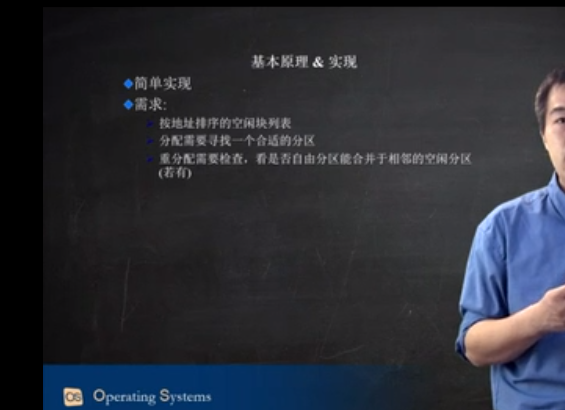 基本原理 & 实现
简单实现
需求:
按地址排序的空闲块列表
分配需要寻找一个合适的分区
重分配需要检查，看是否自由分区能合并于相邻的空闲分区
(若有)
OS Operating Systems